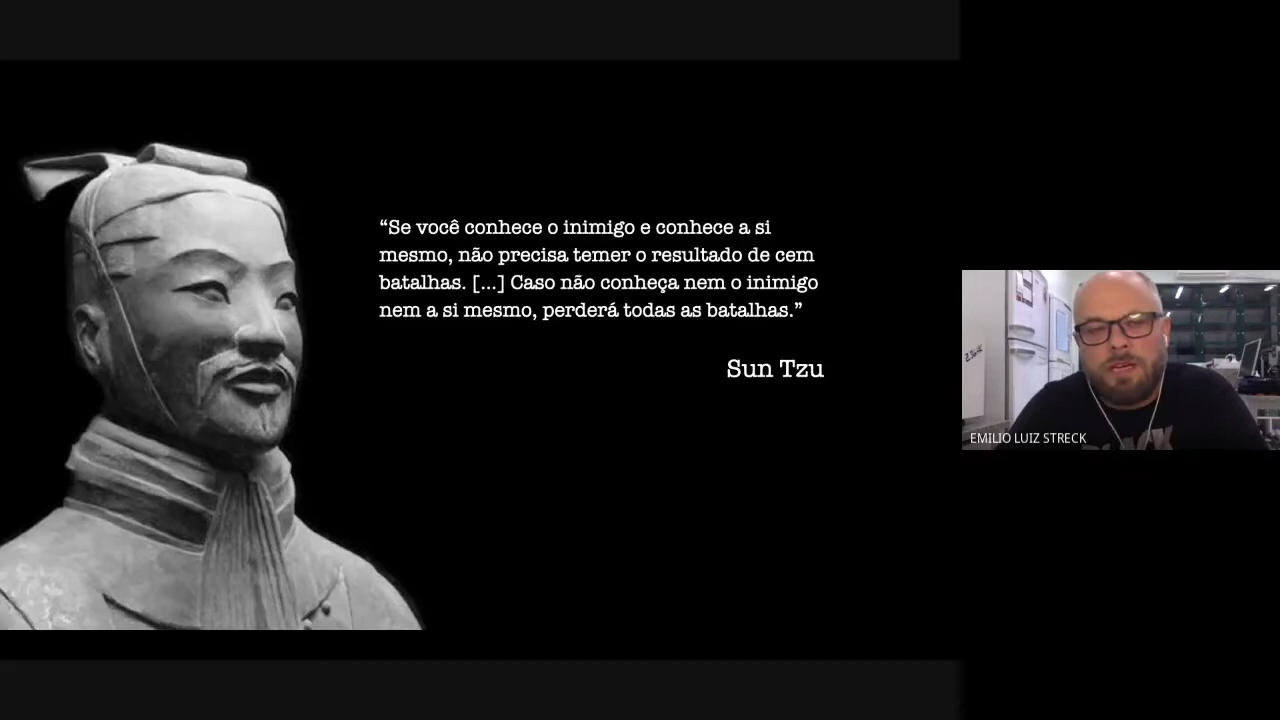 “Se você conhece o inimigo e conhece a si
mesmo, não precisa temer o resultado de cem
batalhas. [...] Caso não conheça nem o inimigo
nem a si mesmo, perderá todas as batalhas.”
Sun Tzu
EMILIO LUIZ STRECK
BLACK